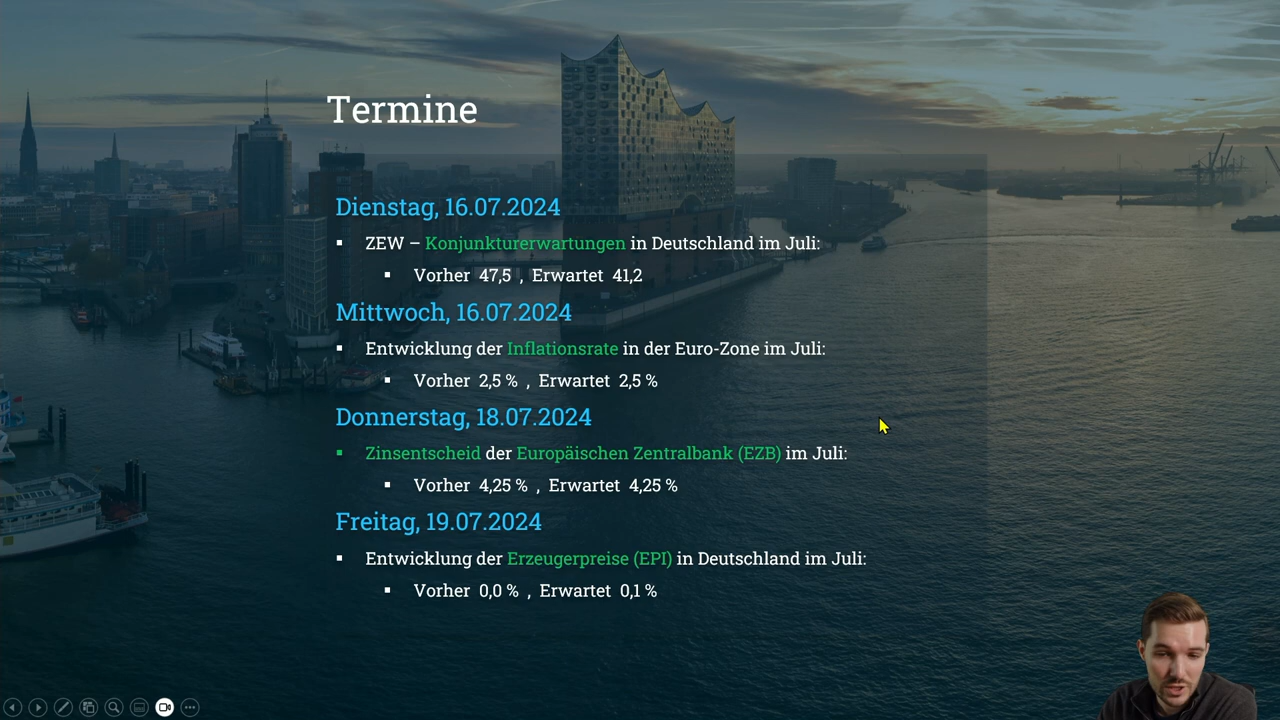 Termine
Dienstag, 16.07.2024
▪ ZEW – Konjunkturerwartungen in Deutschland im Juli:
▪ Vorher 47,5 , Erwartet 41,2
Mittwoch, 16.07.2024
▪ Entwicklung der Inflationsrate in der Euro-Zone im Juli:
▪ Vorher 2,5 % , Erwartet 2,5 %
Donnerstag, 18.07.2024
▪ Zinsentscheid der Europäischen Zentralbank (EZB) im Juli:
▪ Vorher 4,25 % , Erwartet 4,25 %
Freitag, 19.07.2024
▪ Entwicklung der Erzeugerpreise (EPI) in Deutschland im Juli:
▪ Vorher 0,0 % , Erwartet 0,1 %